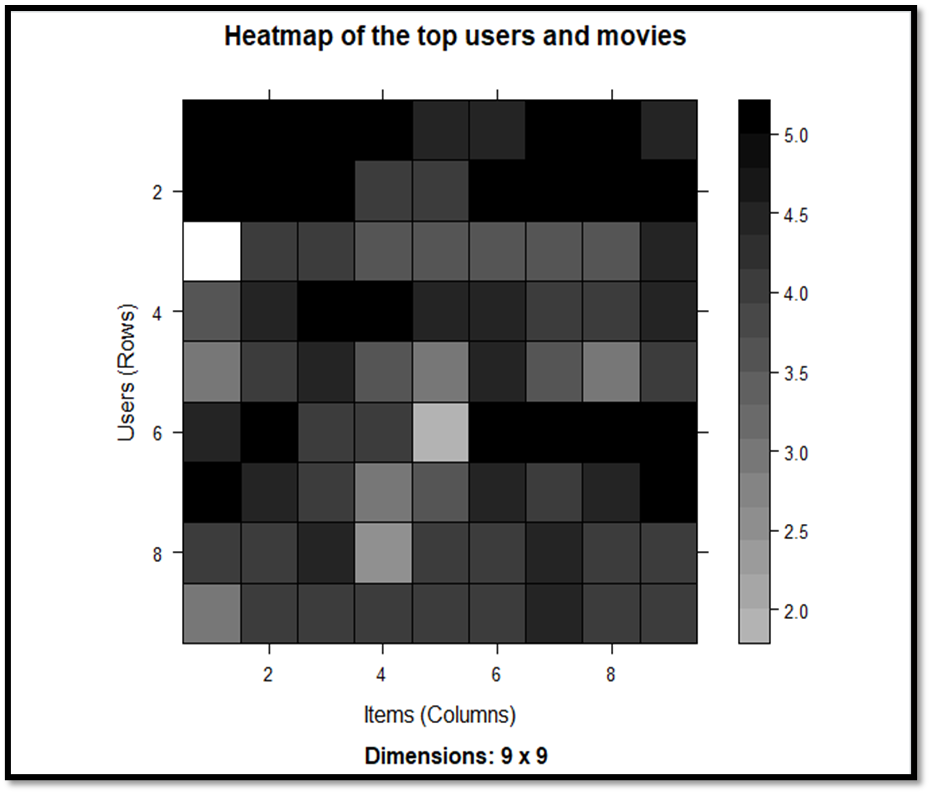 Heatmap of the top users and movies
Users (Rows)
2
4
6
8
5.0
4.5
4.0
3.5
3.0
2.5
2.0
2 4 6 8
Items (Columns)
Dimensions: 9 x 9